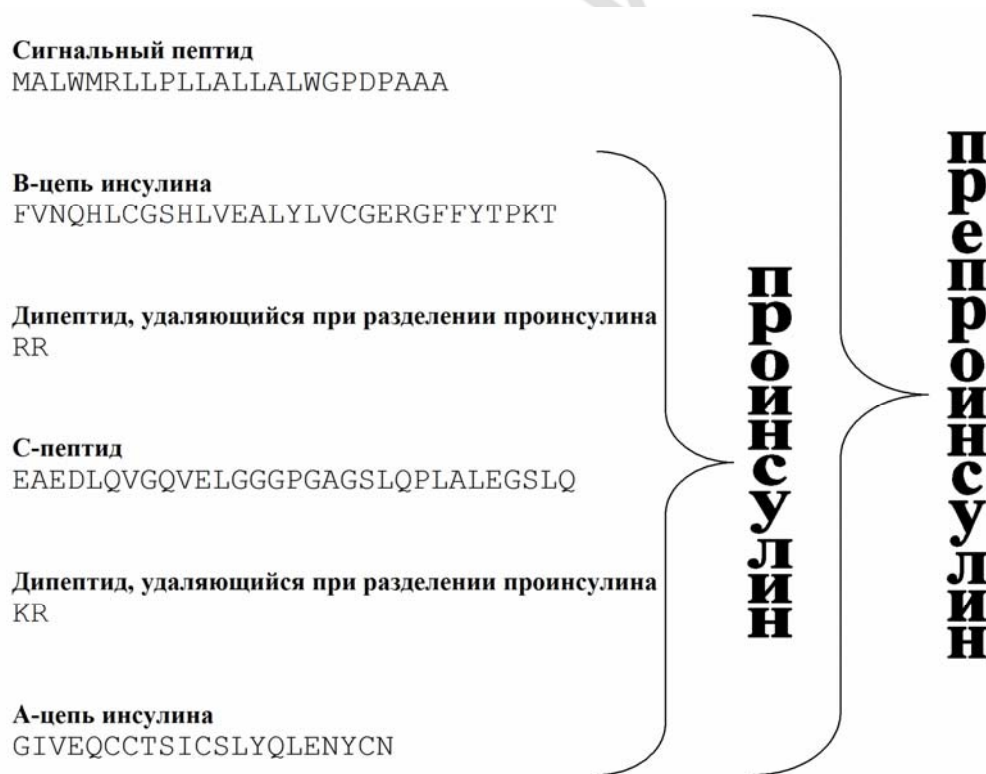 Сигнальный пептид
MALWMRLLPLLALLALWGPDPAAA
В-цепь инсулина
FVNQHLCGSHLVEALYLVCGERGFFYTPKT
Дипептид, удаляющийся при разделении проинсулина
RR
С-пептид
EAEDLQVGQVELGGGPGAGSLQPLALEGSLQ
Дипептид, удаляющийся при разделении проинсулина
KR
А-цепь инсулина
GIVEQCCTSICSLYQLENYCN
проинсулин
препроинсулин